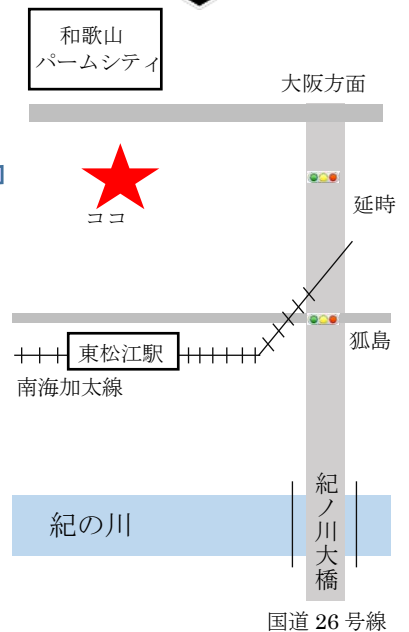 和歌山
パームシティ
大阪方面
延時
ココ
狐島
東松江駅
南海加太線
紀ノ川大橋
紀の川
国道 26 号線